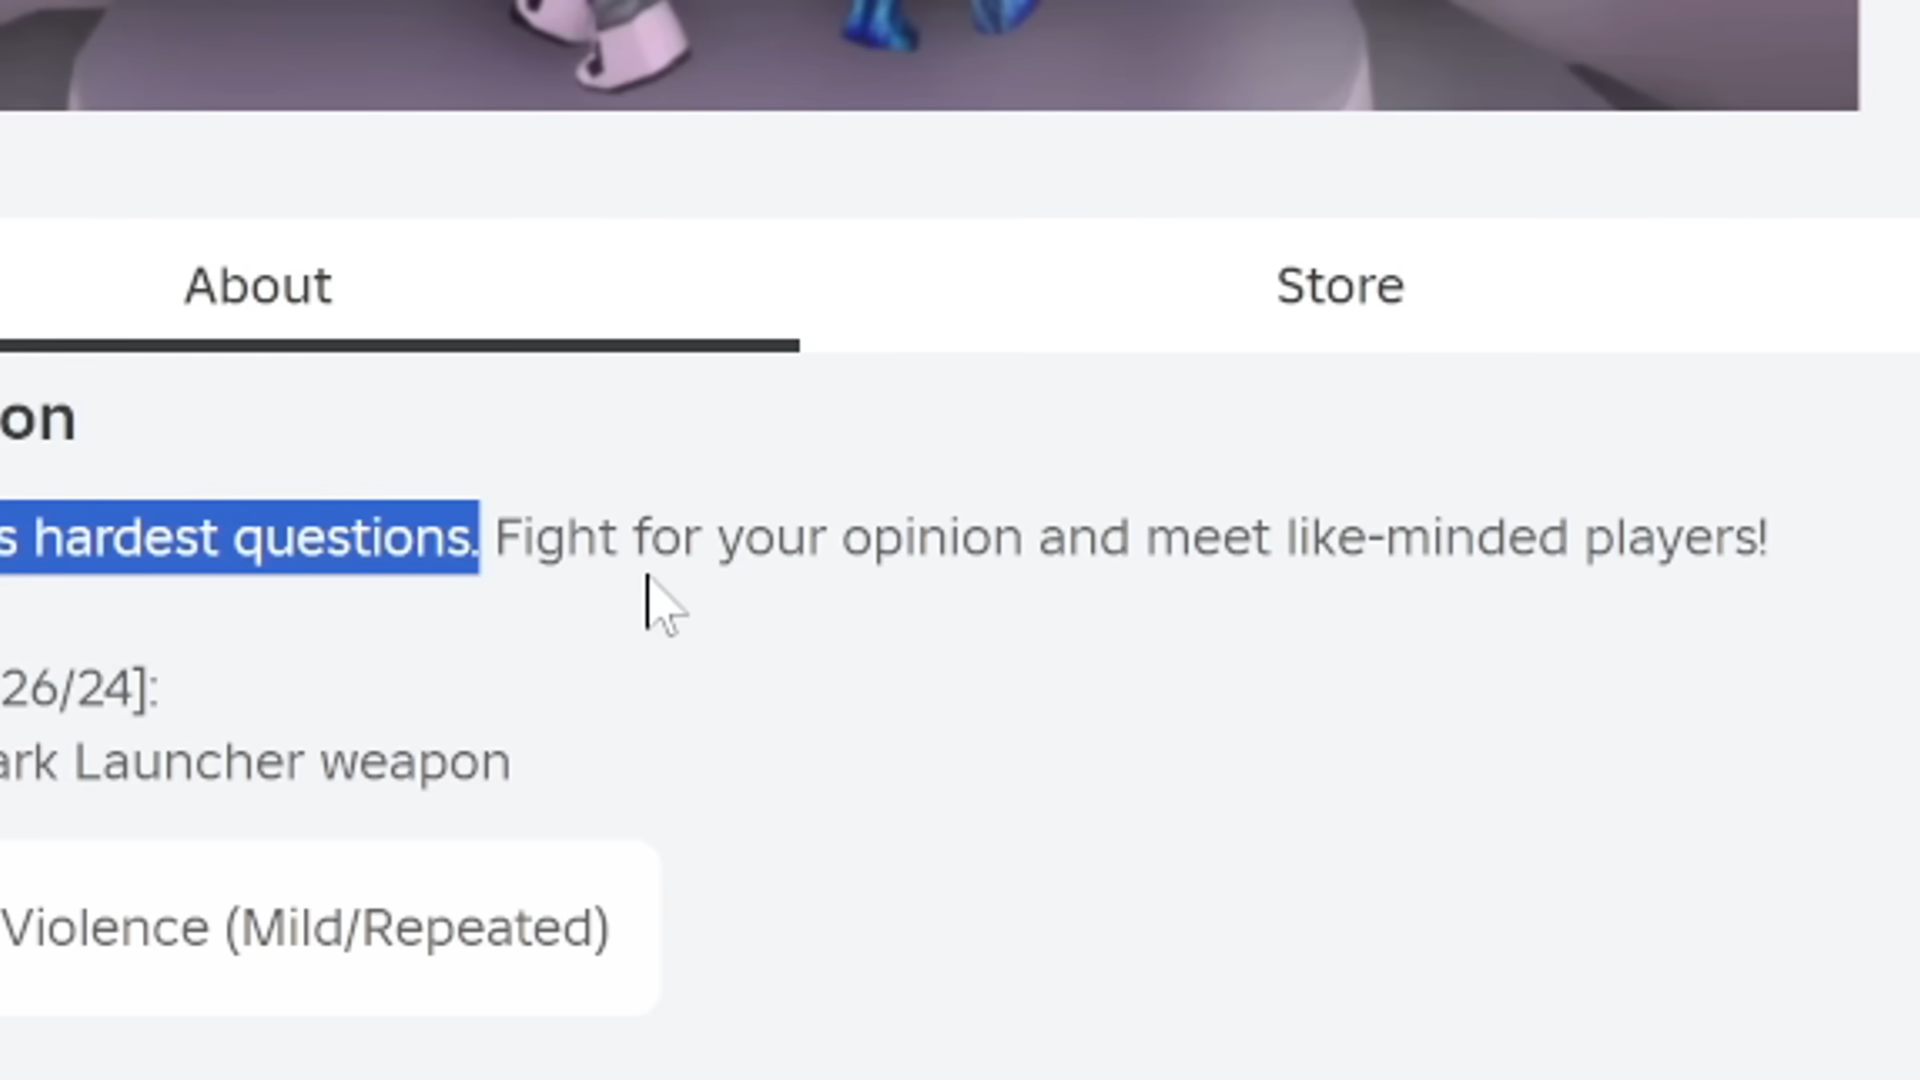 About
Store
on
s hardest questions. Fight for your opinion and meet like-minded players!
26/24]:
ark Launcher weapon
Violence (Mild/Repeated)